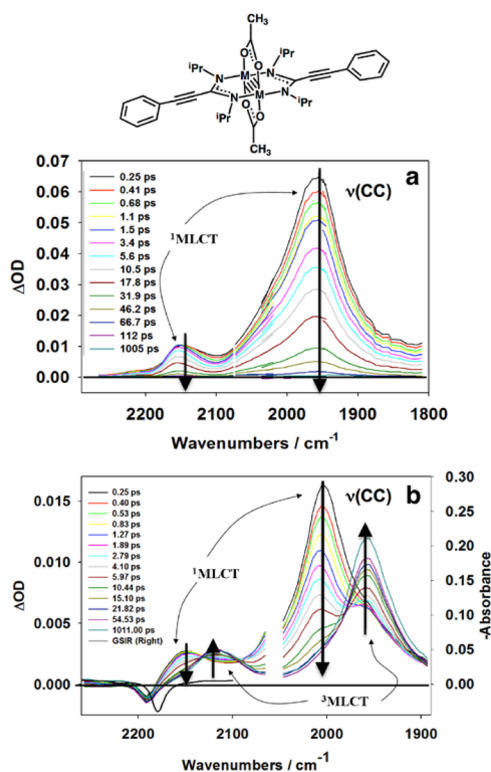 CH₃
ⁱPr
O O
ⁱPr
M N
N M
N N
ⁱPr
O O
ⁱPr
CH₃
a
0.07
0.06
0.05
0.04
0.03
0.02
0.01
0.00
ΔOD
0.25 ps
0.41 ps
0.68 ps
1.1 ps
1.5 ps
3.4 ps
5.6 ps
10.5 ps
17.8 ps
31.9 ps
46.2 ps
66.7 ps
112 ps
1005 ps
¹MLCT
ν(CC)
2200 2100 2000 1900 1800
Wavenumbers / cm⁻¹
b
0.015
0.010
0.005
0.000
ΔOD
0.25 ps
0.40 ps
0.53 ps
0.83 ps
1.27 ps
1.89 ps
2.79 ps
4.10 ps
5.97 ps
10.44 ps
15.10 ps
21.82 ps
54.53 ps
1011.00 ps
GSIR (Right)
¹MLCT
ν(CC)
³MLCT
0.30
0.25
0.20
0.15
0.10
0.05
0.00
-Absorbance
2200 2100 2000 1900
Wavenumbers / cm⁻¹